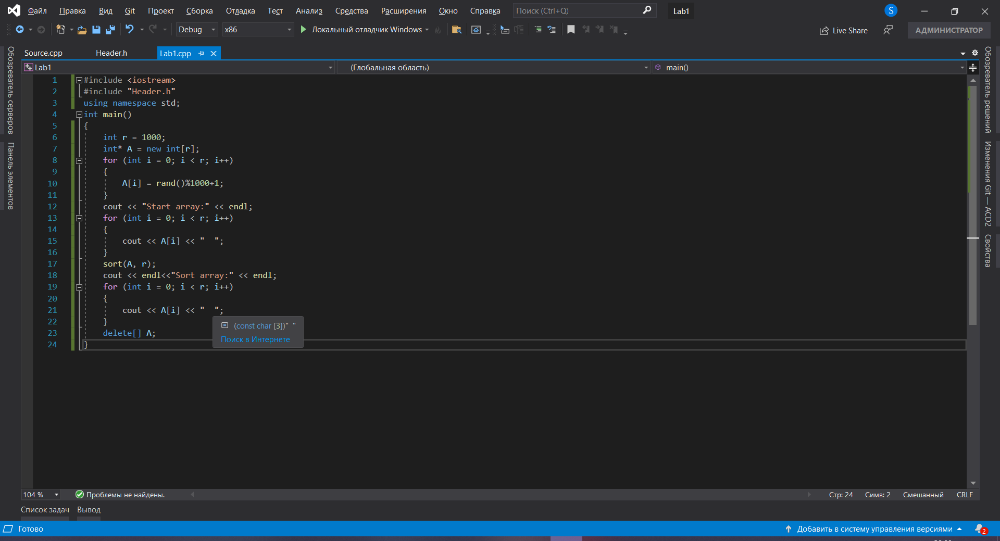 Файл Правка Вид Git Проект Сборка Отладка Тест Анализ Средства Расширения Окно Справка Поиск (Ctrl+Q) Lab1 S
Debug x86 Локальный отладчик Windows Live Share АДМИНИСТРАТОР
Обозреватель серверов
Панель элементов
Source.cpp Header.h Lab1.cpp
Lab1 (Глобальная область) main()
1 #include <iostream>
2 #include "Header.h"
3 using namespace std;
4 int main()
5 {
6 int r = 1000;
7 int* A = new int[r];
8 for (int i = 0; i < r; i++)
9 {
10 A[i] = rand()%1000+1;
11 }
12 cout << "Start array:" << endl;
13 for (int i = 0; i < r; i++)
14 {
15 cout << A[i] << "  ";
16 }
17 sort(A, r);
18 cout << endl<<"Sort array:" << endl;
19 for (int i = 0; i < r; i++)
20 {
21 cout << A[i] << "  ";
22 }
23 delete[] A;
24 }
(const char [3])"  "
Поиск в Интернете
Обозреватель решений
Изменения Git — ACD2
Свойства
104 % Проблемы не найдены. Стр: 24 Симв: 2 Смешанный CRLF
Список задач Вывод
Готово Добавить в систему управления версиями 2